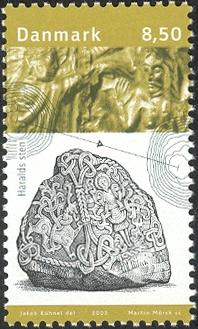 Danmark 8,50
Haralds sten
Jakob Kühnel del 2003 Martin Mörck sc